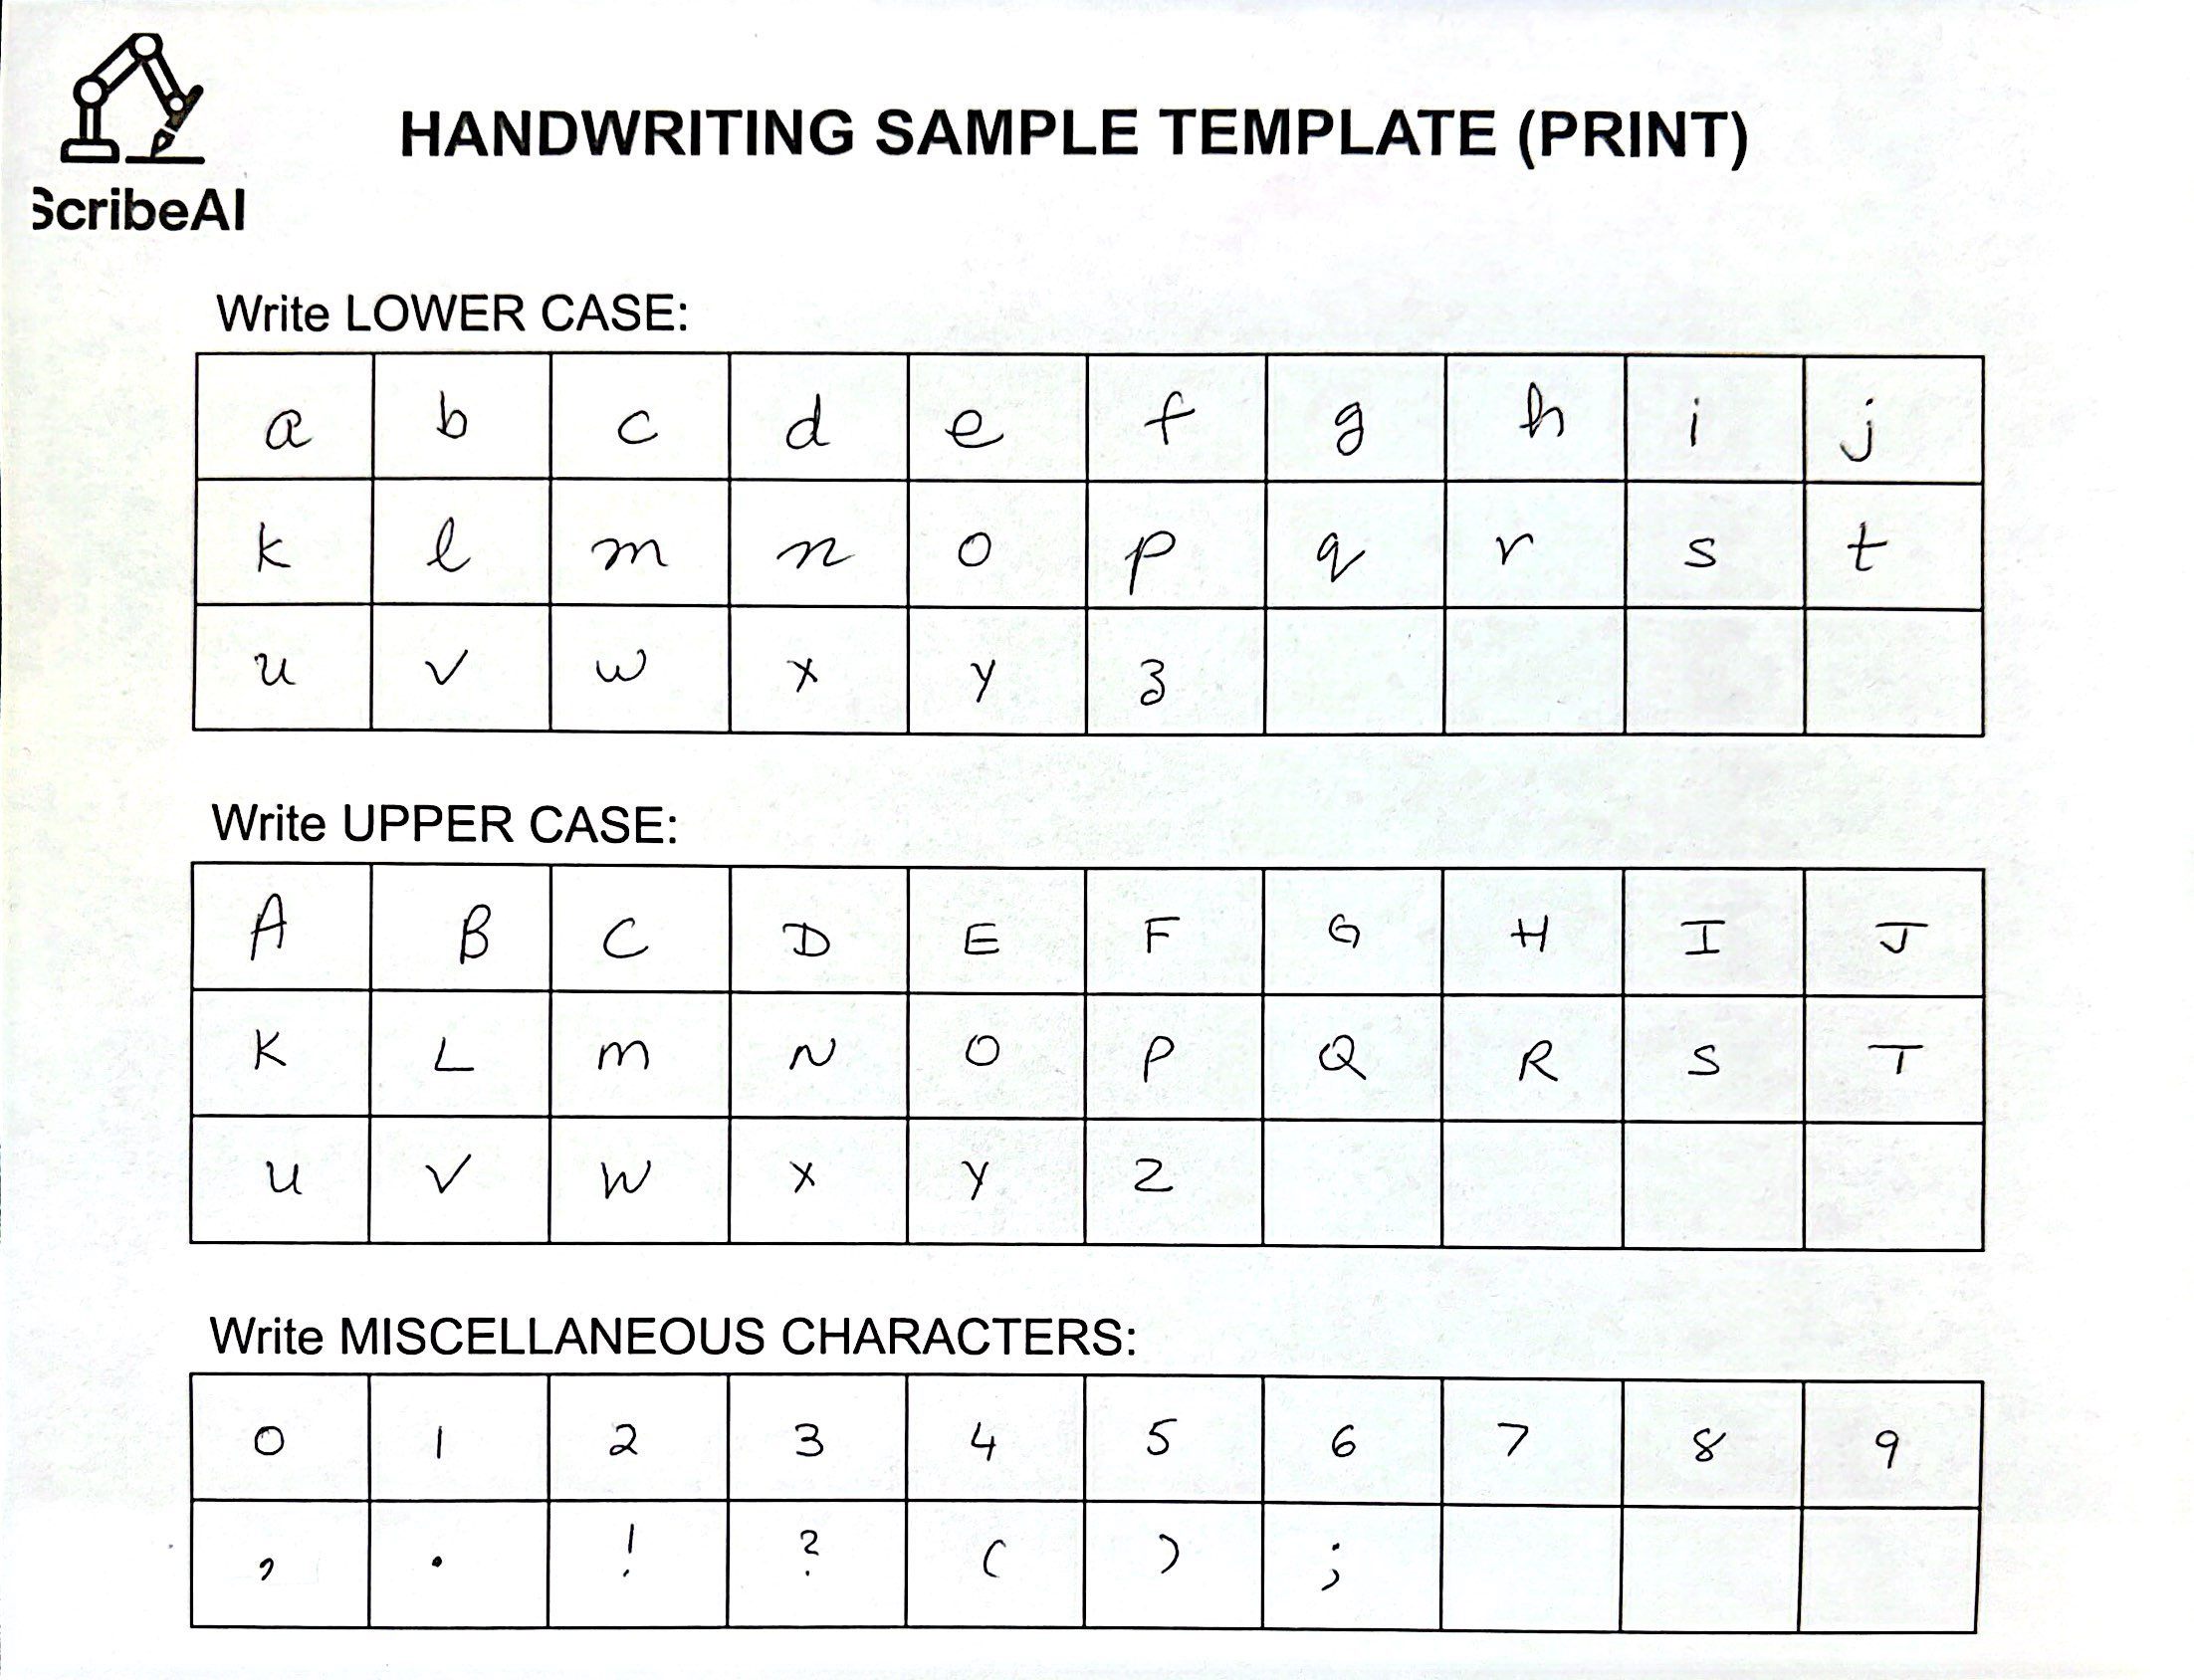 ScribeAI
HANDWRITING SAMPLE TEMPLATE (PRINT)
Write LOWER CASE:
a b c d e f g h i j
k l m n o p q r s t
u v w x y z
Write UPPER CASE:
A B C D E F G H I J
K L M N O P Q R S T
U V W X Y Z
Write MISCELLANEOUS CHARACTERS:
0 1 2 3 4 5 6 7 8 9
, . ! ? ( ) ;